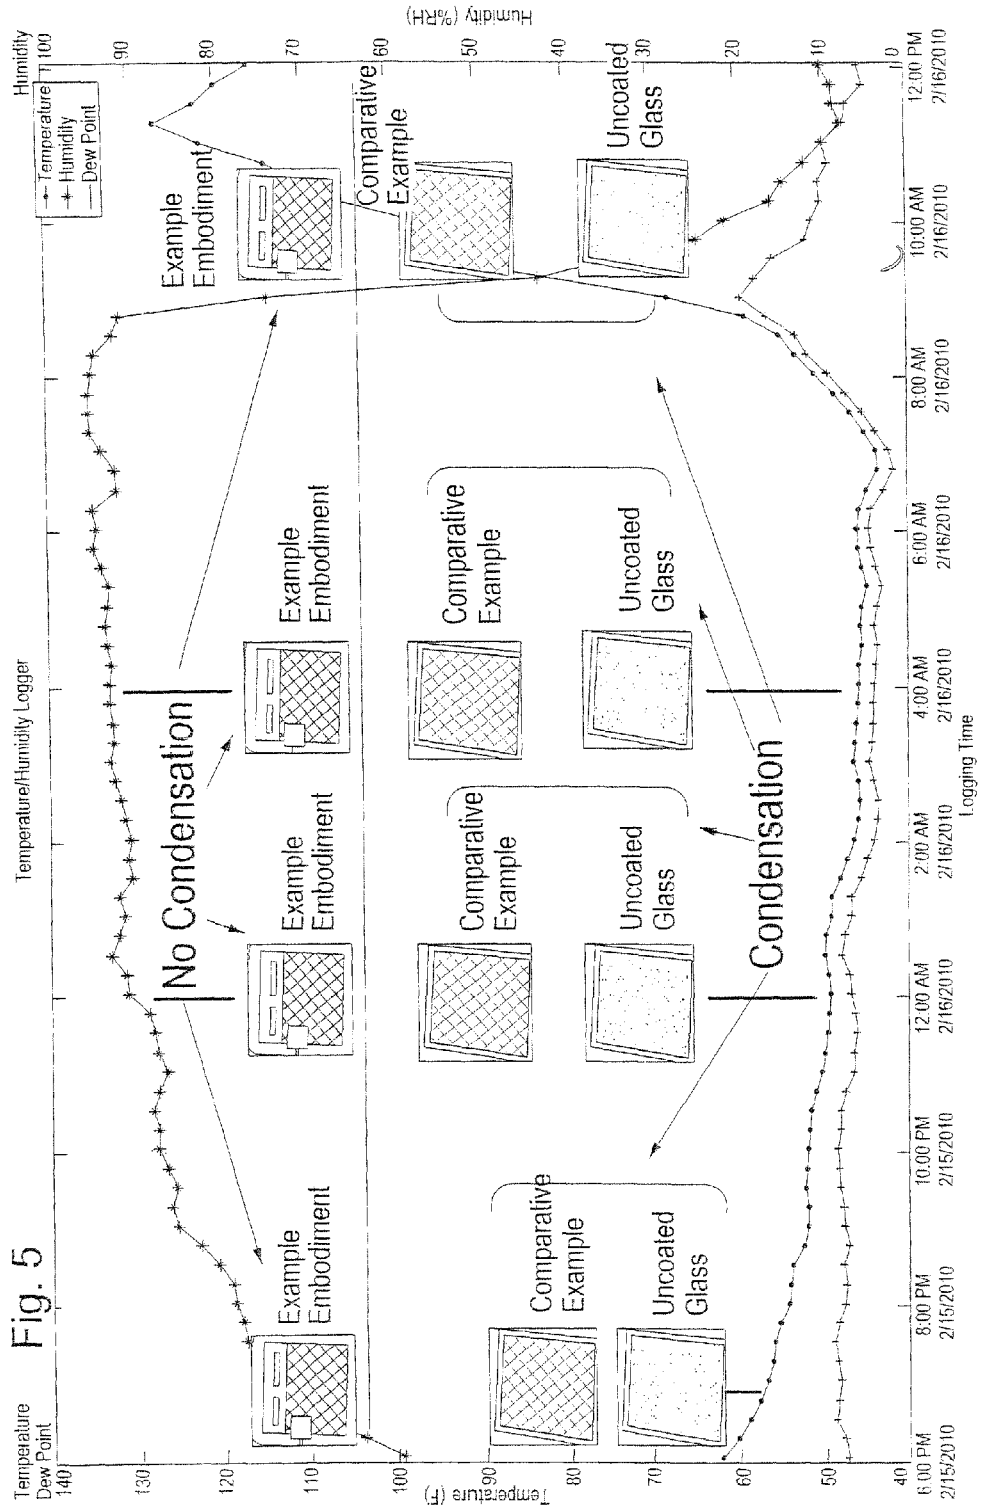 Fig. 5
Temperature/Humidity Logger
Temperature
Dew Point
Humidity
Temperature
Humidity
Dew Point
140
130
120
110
100
90
80
70
60
50
40
Temperature (F)
100
90
80
70
60
50
40
30
20
10
0
Humidity (%RH)
No Condensation
Example
Embodiment
Example
Embodiment
Example
Embodiment
Example
Embodiment
Comparative
Example
Comparative
Example
Comparative
Example
Comparative
Example
Uncoated
Glass
Uncoated
Glass
Uncoated
Glass
Uncoated
Glass
Condensation
6:00 PM
2/15/2010
8:00 PM
2/15/2010
10:00 PM
2/15/2010
12:00 AM
2/16/2010
2:00 AM
2/16/2010
4:00 AM
2/16/2010
6:00 AM
2/16/2010
8:00 AM
2/16/2010
10:00 AM
2/16/2010
12:00 PM
2/16/2010
Logging Time